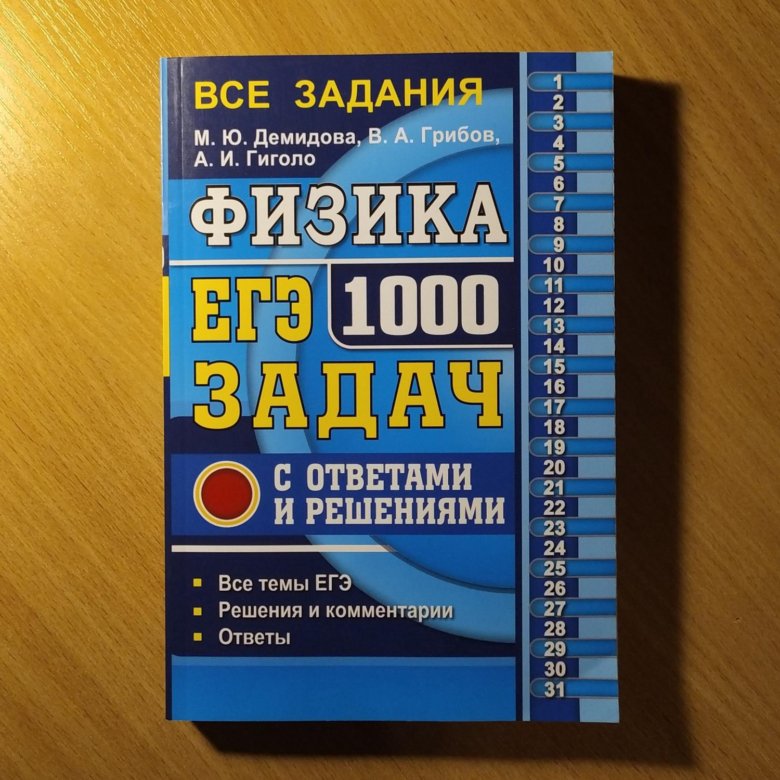 ВСЕ ЗАДАНИЯ
М. Ю. Демидова, В. А. Грибов,
А. И. Гиголо
ФИЗИКА
ЕГЭ 1000
ЗАДАЧ
С ОТВЕТАМИ
И РЕШЕНИЯМИ
Все темы ЕГЭ
Решения и комментарии
Ответы
1
2
3
4
5
6
7
8
9
10
11
12
13
14
15
16
17
18
19
20
21
22
23
24
25
26
27
28
29
30
31